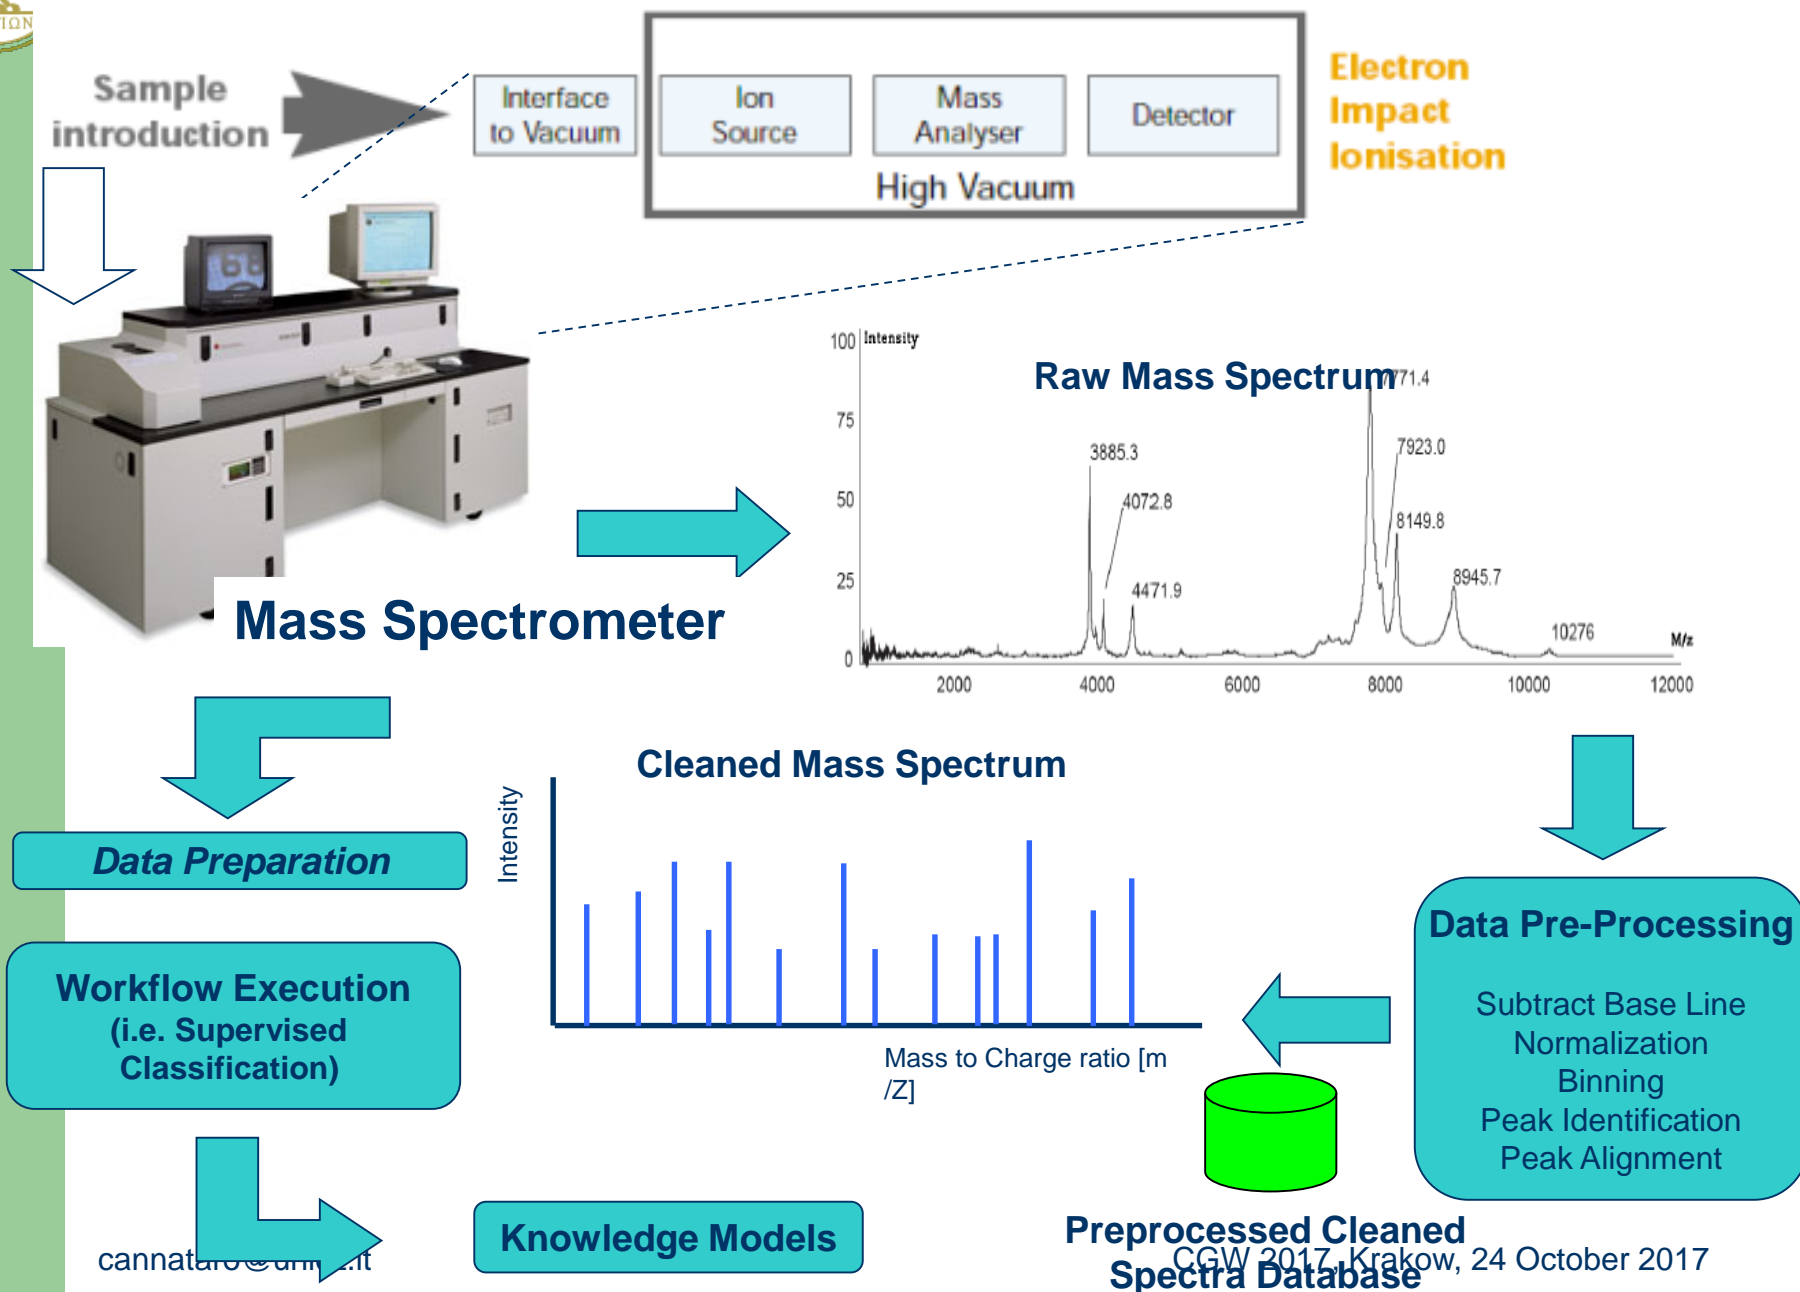 Sample
introduction
Interface
to Vacuum
Ion
Source
Mass
Analyser
Detector
High Vacuum
Electron
Impact
Ionisation
Mass Spectrometer
Raw Mass Spectrum
Intensity
100
75
50
25
0
3885.3
4072.8
4471.9
7771.4
7923.0
8149.8
8945.7
10276
M/z
2000
4000
6000
8000
10000
12000
Data Preparation
Workflow Execution
(i.e. Supervised
Classification)
Cleaned Mass Spectrum
Intensity
Mass to Charge ratio [m
/Z]
Data Pre-Processing
Subtract Base Line
Normalization
Binning
Peak Identification
Peak Alignment
Knowledge Models
Preprocessed Cleaned
Spectra Database
CGW 2017, Krakow, 24 October 2017